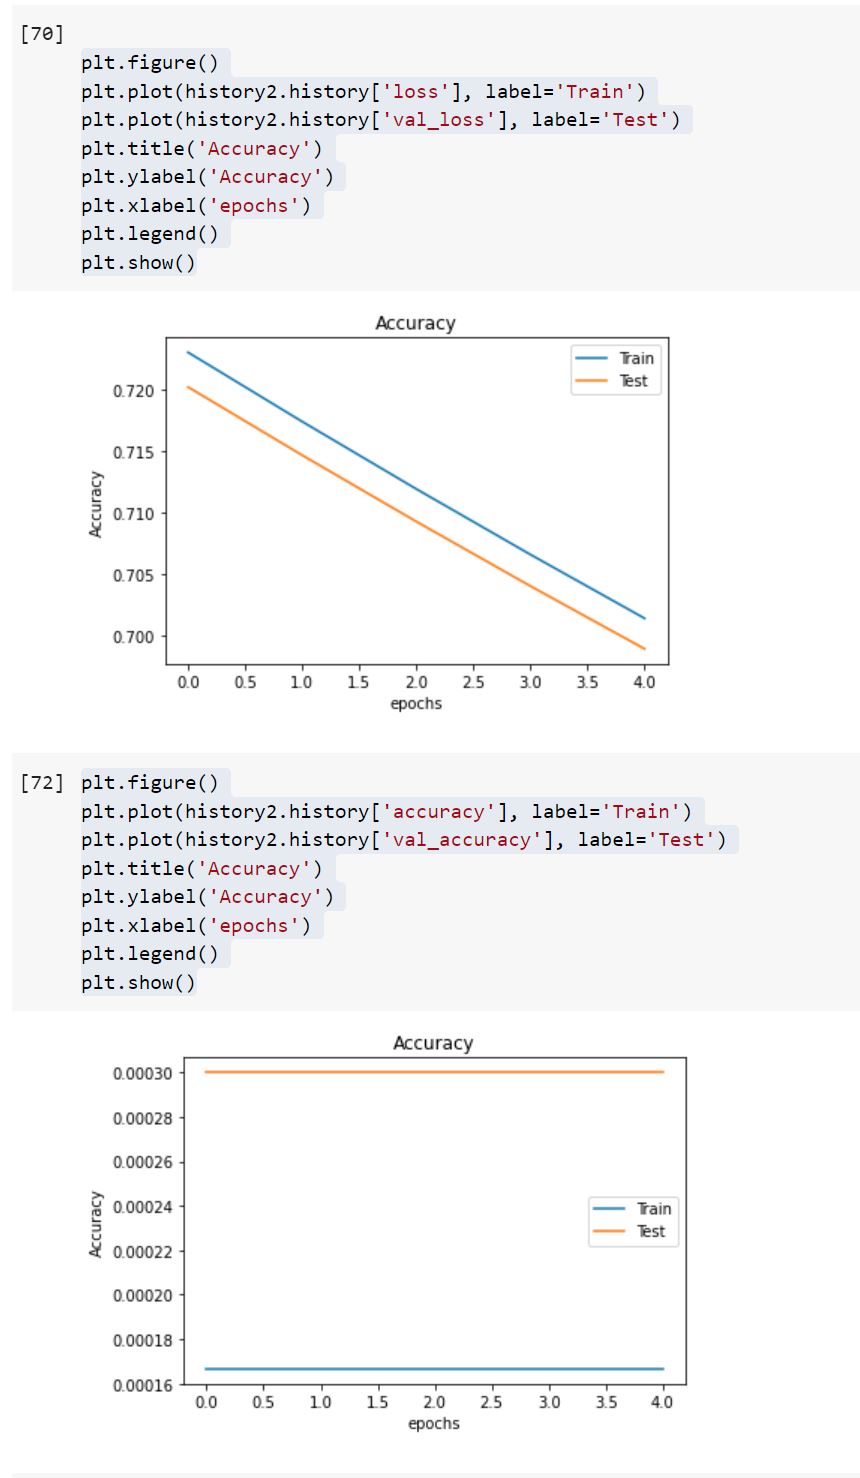 [70]
plt.figure()
plt.plot(history2.history['loss'], label='Train')
plt.plot(history2.history['val_loss'], label='Test')
plt.title('Accuracy')
plt.ylabel('Accuracy')
plt.xlabel('epochs')
plt.legend()
plt.show()
Accuracy
Train
Test
0.720
0.715
0.710
0.705
0.700
Accuracy
0.0 0.5 1.0 1.5 2.0 2.5 3.0 3.5 4.0
epochs
[72] plt.figure()
plt.plot(history2.history['accuracy'], label='Train')
plt.plot(history2.history['val_accuracy'], label='Test')
plt.title('Accuracy')
plt.ylabel('Accuracy')
plt.xlabel('epochs')
plt.legend()
plt.show()
Accuracy
0.00030
0.00028
0.00026
0.00024
0.00022
0.00020
0.00018
0.00016
Accuracy
Train
Test
0.0 0.5 1.0 1.5 2.0 2.5 3.0 3.5 4.0
epochs